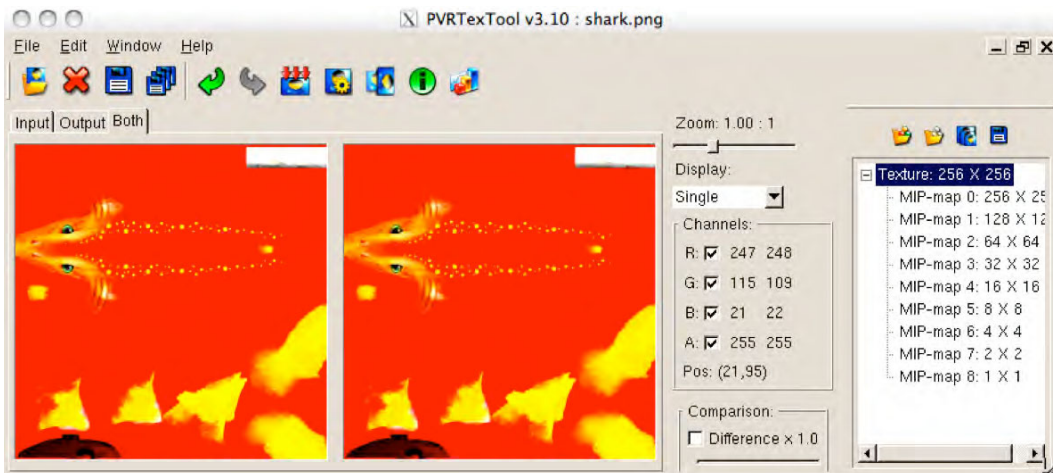 PVRTexTool v3.10 : shark.png
File Edit Window Help
Input Output Both
Zoom: 1.00 : 1
Display:
Single
Channels:
R: 247 248
G: 115 109
B: 21 22
A: 255 255
Pos: (21,95)
Comparison:
Difference x 1.0
Texture: 256 X 256
MIP-map 0: 256 X 25
MIP-map 1: 128 X 12
MIP-map 2: 64 X 64
MIP-map 3: 32 X 32
MIP-map 4: 16 X 16
MIP-map 5: 8 X 8
MIP-map 6: 4 X 4
MIP-map 7: 2 X 2
MIP-map 8: 1 X 1